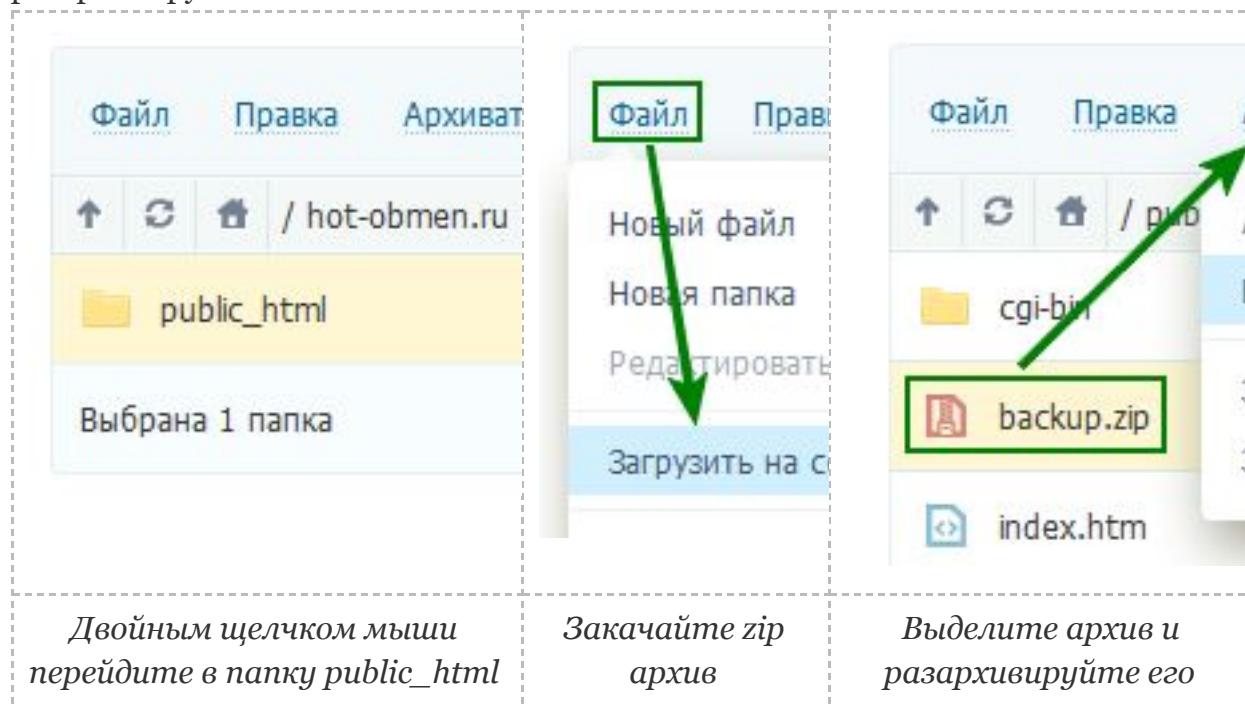 Файл Правка Архиват
/ hot-obmen.ru
public_html
Выбрана 1 папка
Файл Прав
Новый файл
Новая папка
Редактировать
Загрузить на с
Файл Правка
/ pub
cgi-bin
backup.zip
index.htm
Двойным щелчком мыши
перейдите в папку public_html
Закачайте zip
архив
Выделите архив и
разархивируйте его